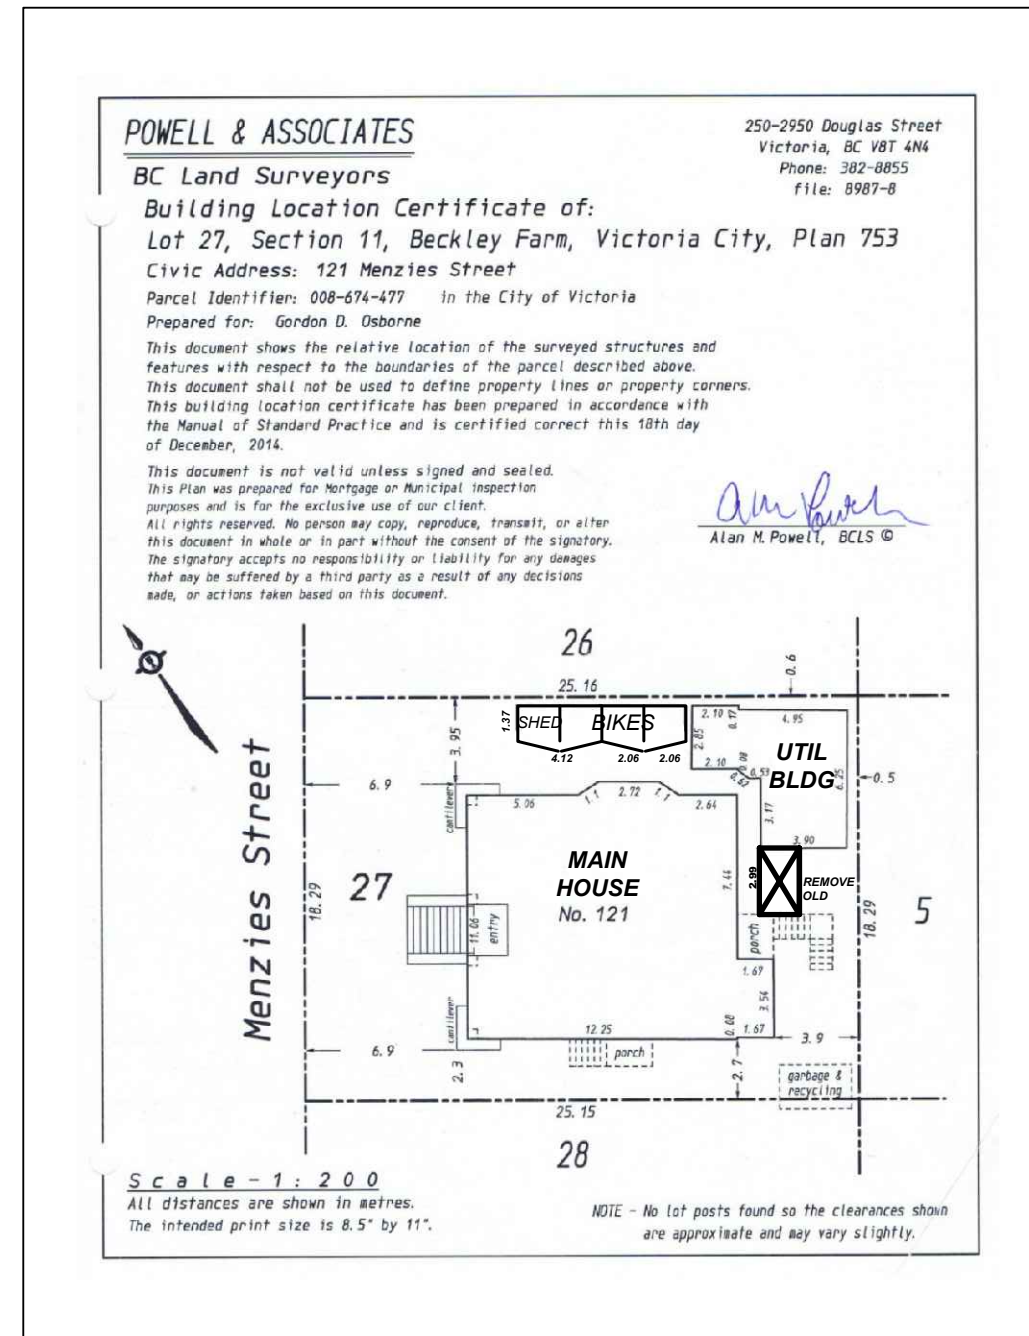 POWELL & ASSOCIATES
250-2950 Douglas Street
Victoria, BC V8T 4N4
Phone: 382-8855
file: 8987-8
BC Land Surveyors
Building Location Certificate of:
Lot 27, Section 11, Beckley Farm, Victoria City, Plan 753
Civic Address: 121 Menzies Street
Parcel Identifier: 008-674-477 in the City of Victoria
Prepared for: Gordon D. Osborne
This document shows the relative location of the surveyed structures and
features with respect to the boundaries of the parcel described above.
This document shall not be used to define property lines or property corners.
This building location certificate has been prepared in accordance with
the Manual of Standard Practice and is certified correct this 18th day
of December, 2014.
This document is not valid unless signed and sealed.
This Plan was prepared for Mortgage or Municipal inspection
purposes and is for the exclusive use of our client.
All rights reserved. No person may copy, reproduce, transmit, or alter
this document in whole or in part without the consent of the signatory.
The signatory accepts no responsibility or liability for any damages
that may be suffered by a third party as a result of any decisions
made, or actions taken based on this document.
Alan M. Powell, BCLS ©
26
25.16
0.6
1.37
SHED
BIKES
4.12
2.06
2.06
3.95
2.10
0.17
4.95
2.85
2.10
0.08
0.62
0.53
UTIL
BLDG
6.25
0.5
6.9
cantilever
5.06
1.1
2.72
1.1
2.64
3.17
3.90
Menzies Street
18.29
27
MAIN
HOUSE
No. 121
7.44
2.99
REMOVE
OLD
18.29
5
11.06
entry
porch
1.67
3.54
cantilever
12.25
0.08
1.67
3.9
6.9
2.3
porch
2.7
garbage &
recycling
25.15
28
Scale - 1 : 200
All distances are shown in metres.
The intended print size is 8.5" by 11".
NOTE - No lot posts found so the clearances shown
are approximate and may vary slightly.